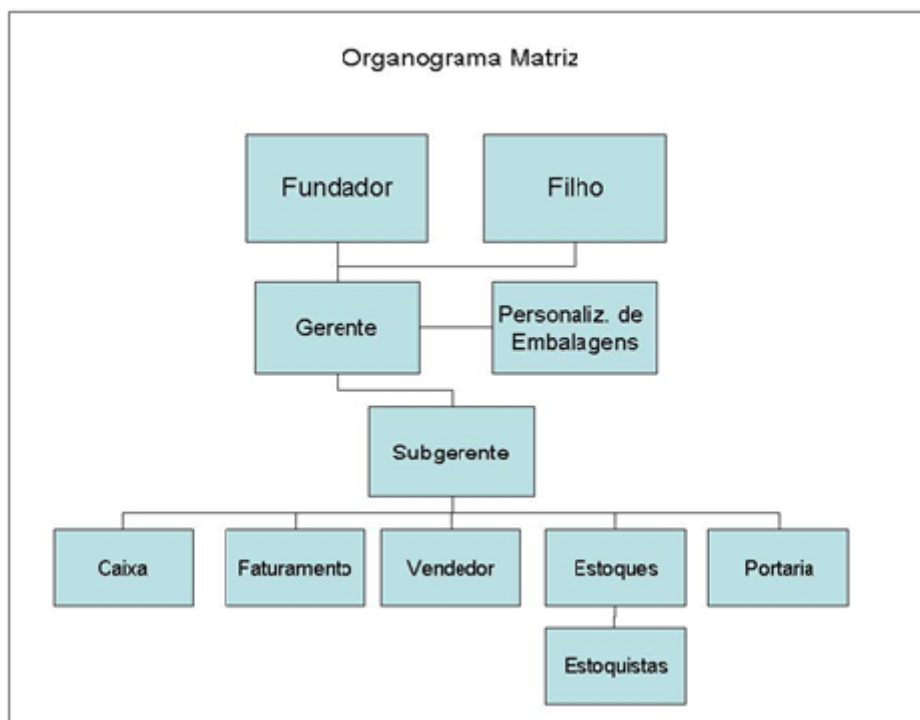 Organograma Matriz
Fundador
Filho
Gerente
Personaliz. de
Embalagens
Subgerente
Caixa
Faturamento
Vendedor
Estoques
Portaria
Estoquistas